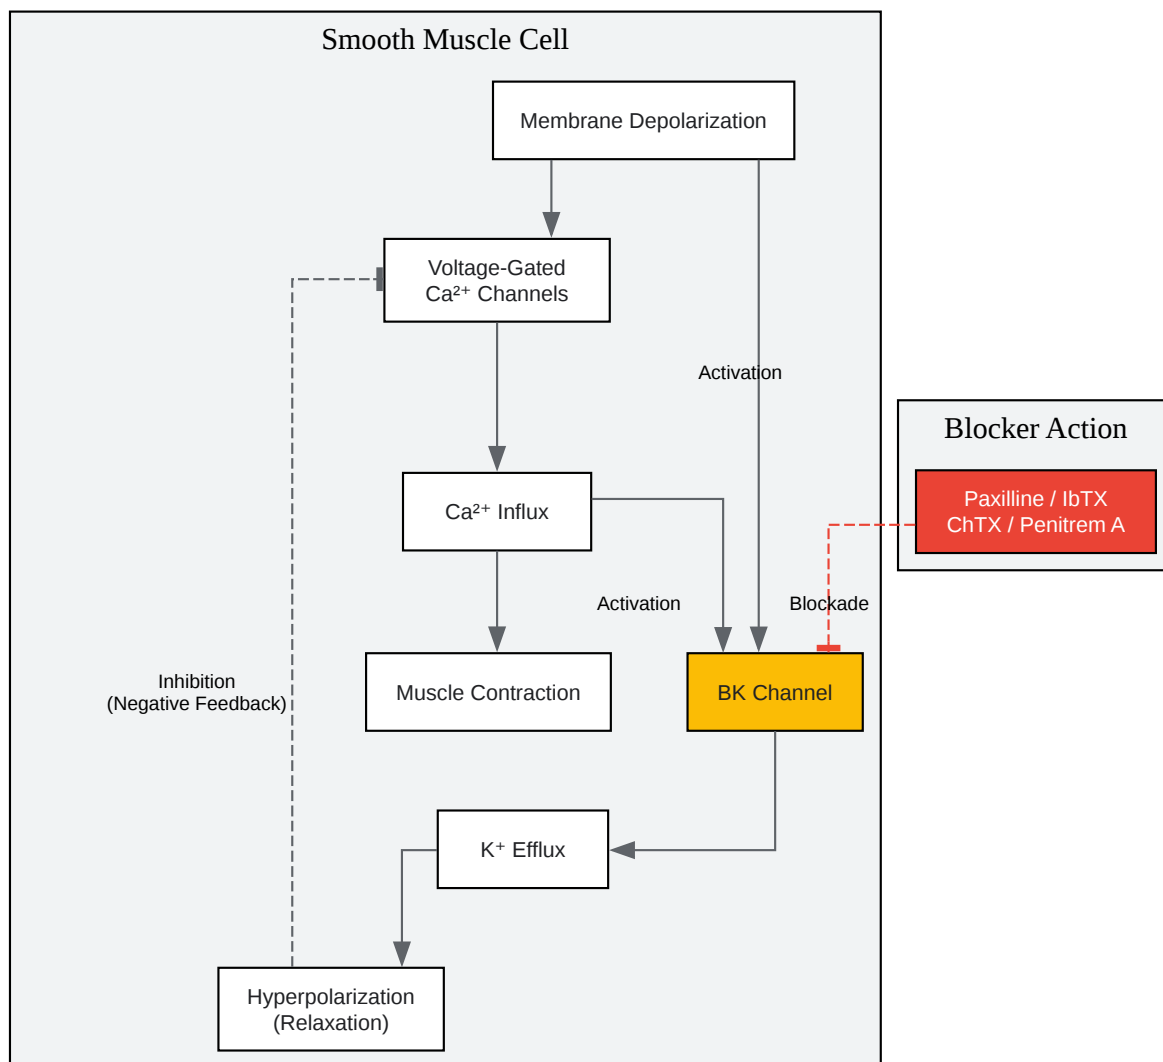 Smooth Muscle Cell
Membrane Depolarization
Voltage-Gated
Ca²⁺ Channels
Activation
Blocker Action
Paxilline / IbTX
ChTX / Penitrem A
Ca²⁺ Influx
Activation
Blockade
Inhibition
(Negative Feedback)
Muscle Contraction
BK Channel
K⁺ Efflux
Hyperpolarization
(Relaxation)